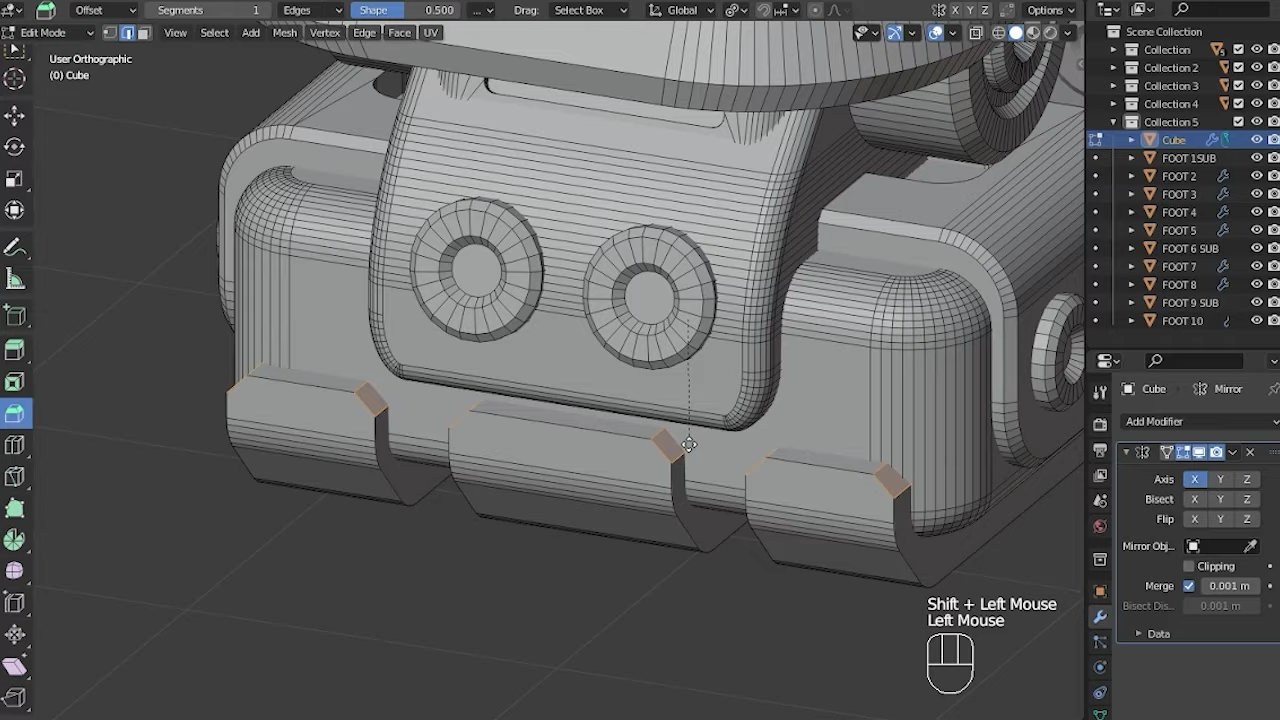 Offset Segments 1 Edges Shape 0.500 ... Drag: Select Box Global X Y Z Options
Edit Mode View Select Add Mesh Vertex Edge Face UV
User Orthographic
(0) Cube
Scene Collection
Collection 5
Collection 2
Collection 3
Collection 4
Collection 5
Cube
FOOT 1SUB
FOOT 2
FOOT 3
FOOT 4
FOOT 5
FOOT 6 SUB
FOOT 7
FOOT 8
FOOT 9 SUB
FOOT 10
Cube Mirror
Add Modifier
Axis X Y Z
Bisect X Y Z
Flip X Y Z
Mirror Obj...
Clipping
Merge 0.001 m
Bisect Dis... 0.001 m
Data
Shift + Left Mouse
Left Mouse